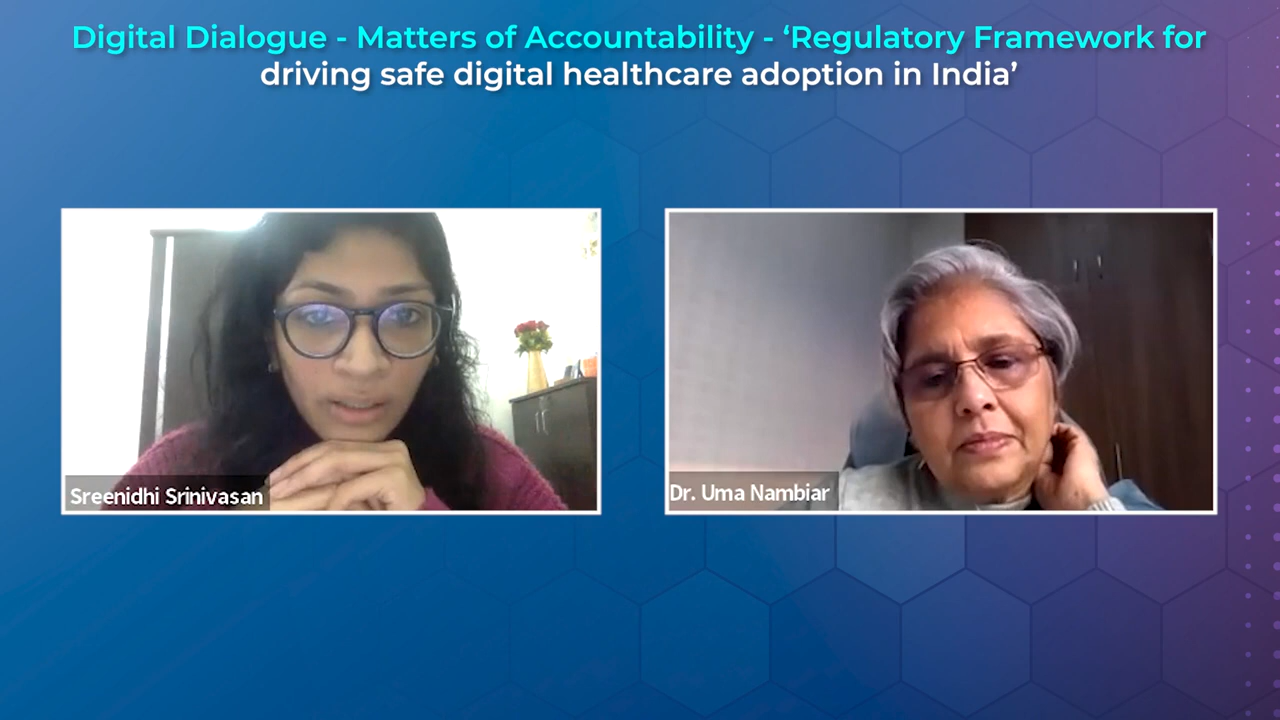 Digital Dialogue - Matters of Accountability - ‘Regulatory Framework for
driving safe digital healthcare adoption in India’
Sreenidhi Srinivasan
Dr. Uma Nambiar